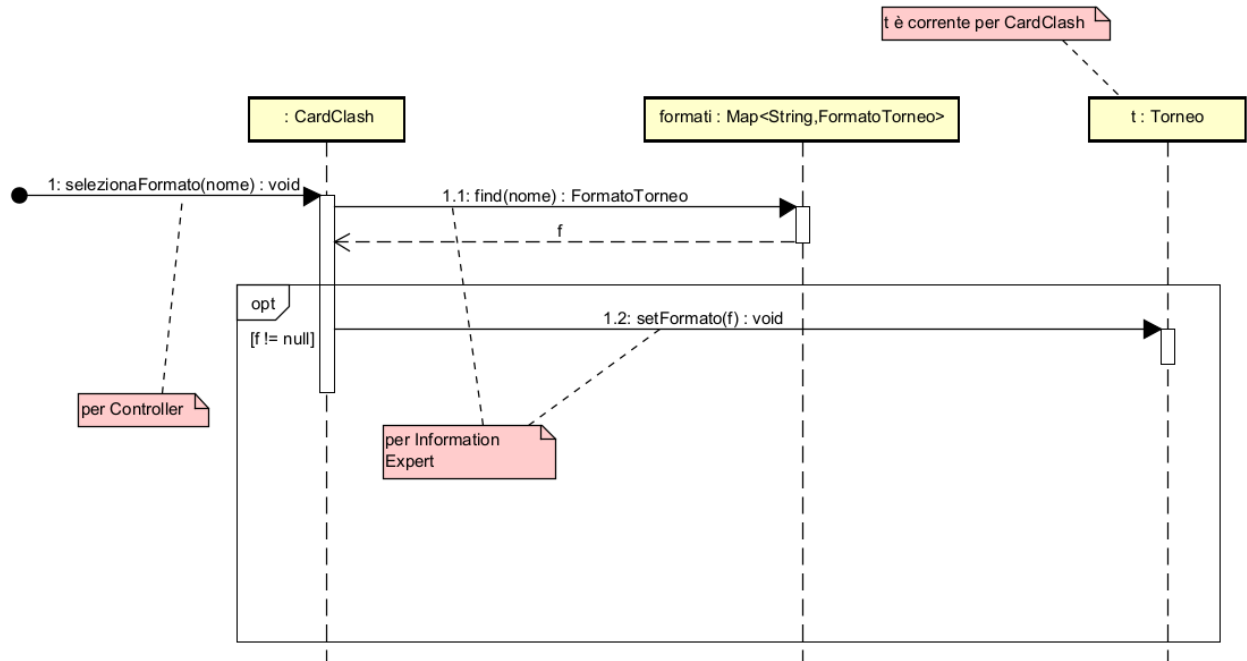 t è corrente per CardClash
: CardClash
formati : Map<String,FormatoTorneo>
t : Torneo
1: selezionaFormato(nome) : void
1.1: find(nome) : FormatoTorneo
f
opt
1.2: setFormato(f) : void
[f != null]
per Controller
per Information
Expert